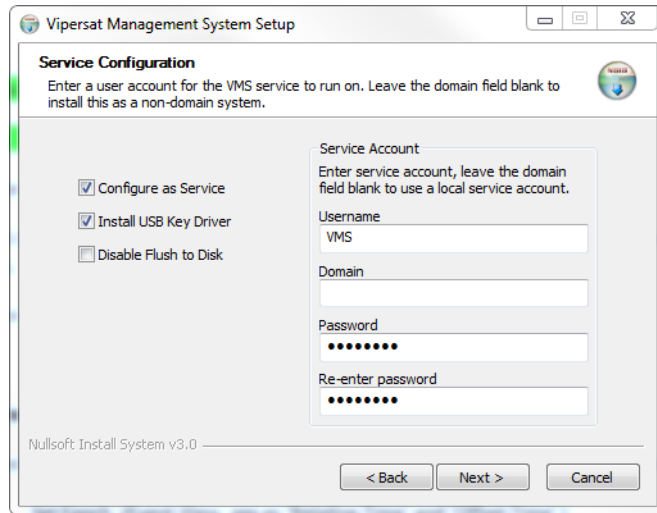 Vipersat Management System Setup
Service Configuration
Enter a user account for the VMS service to run on. Leave the domain field blank to
install this as a non-domain system.
Service Account
Enter service account, leave the domain
field blank to use a local service account.
Configure as Service
Install USB Key Driver
Disable Flush to Disk
Username
VMS
Domain
Password
••••••••
Re-enter password
••••••••
Nullsoft Install System v3.0
< Back
Next >
Cancel